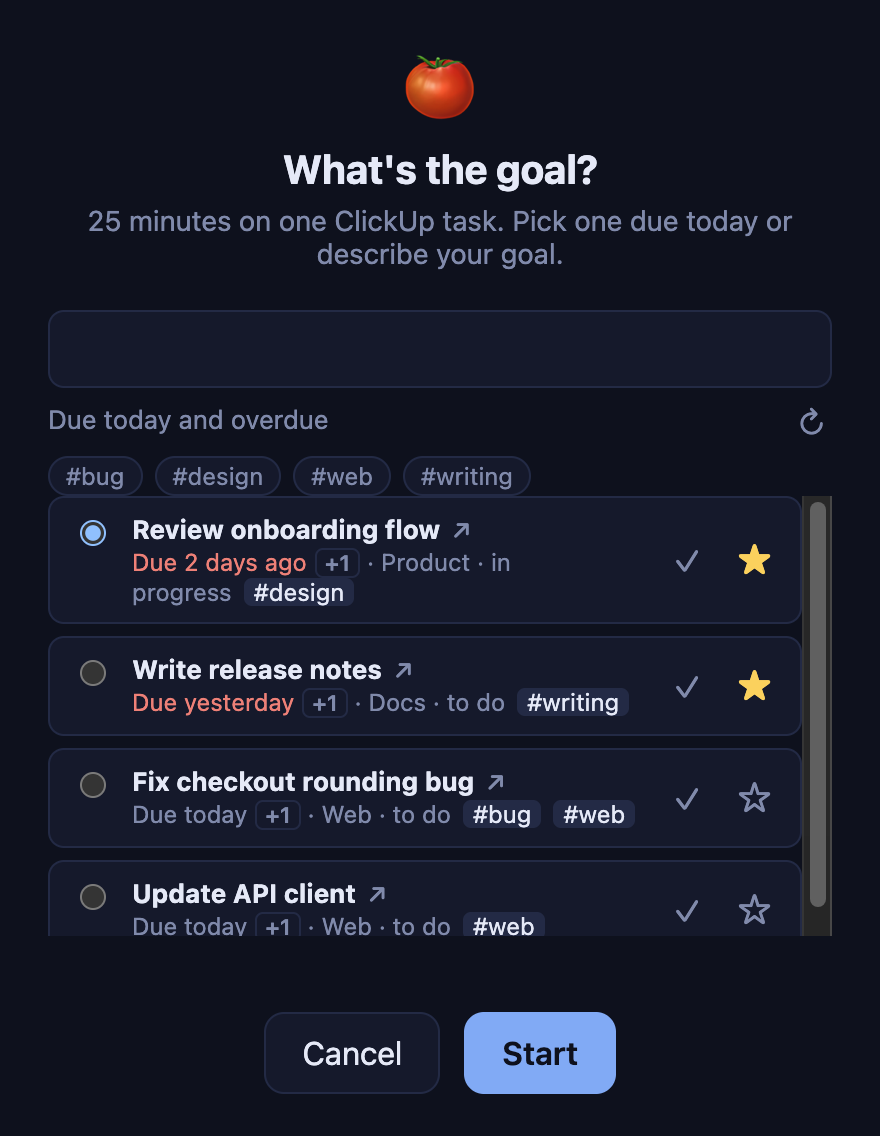 What's the goal?
25 minutes on one ClickUp task. Pick one due today or
describe your goal.
Due today and overdue
#bug #design #web #writing
Review onboarding flow ↗
Due 2 days ago +1 · Product · in
progress #design
Write release notes ↗
Due yesterday +1 · Docs · to do #writing
Fix checkout rounding bug ↗
Due today +1 · Web · to do #bug #web
Update API client ↗
Due today +1 · Web · to do #web
Cancel Start